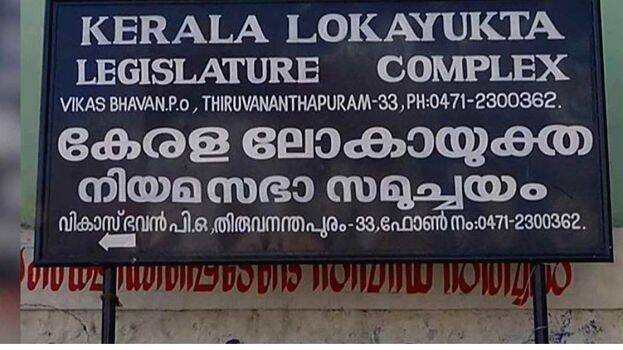 KERALA LOKAYUKTA
LEGISLATURE COMPLEX
VIKAS BHAVAN.P.O, THIRUVANANTHAPURAM-33, PH:0471-2300362.
കേരള ലോകായുക്ത
നിയമസഭാ സമുച്ചയം
വികാസ്ഭവൻ പി.ഒ,തിരുവനന്തപുരം-33,ഫോൺ നം:0471-2300362.